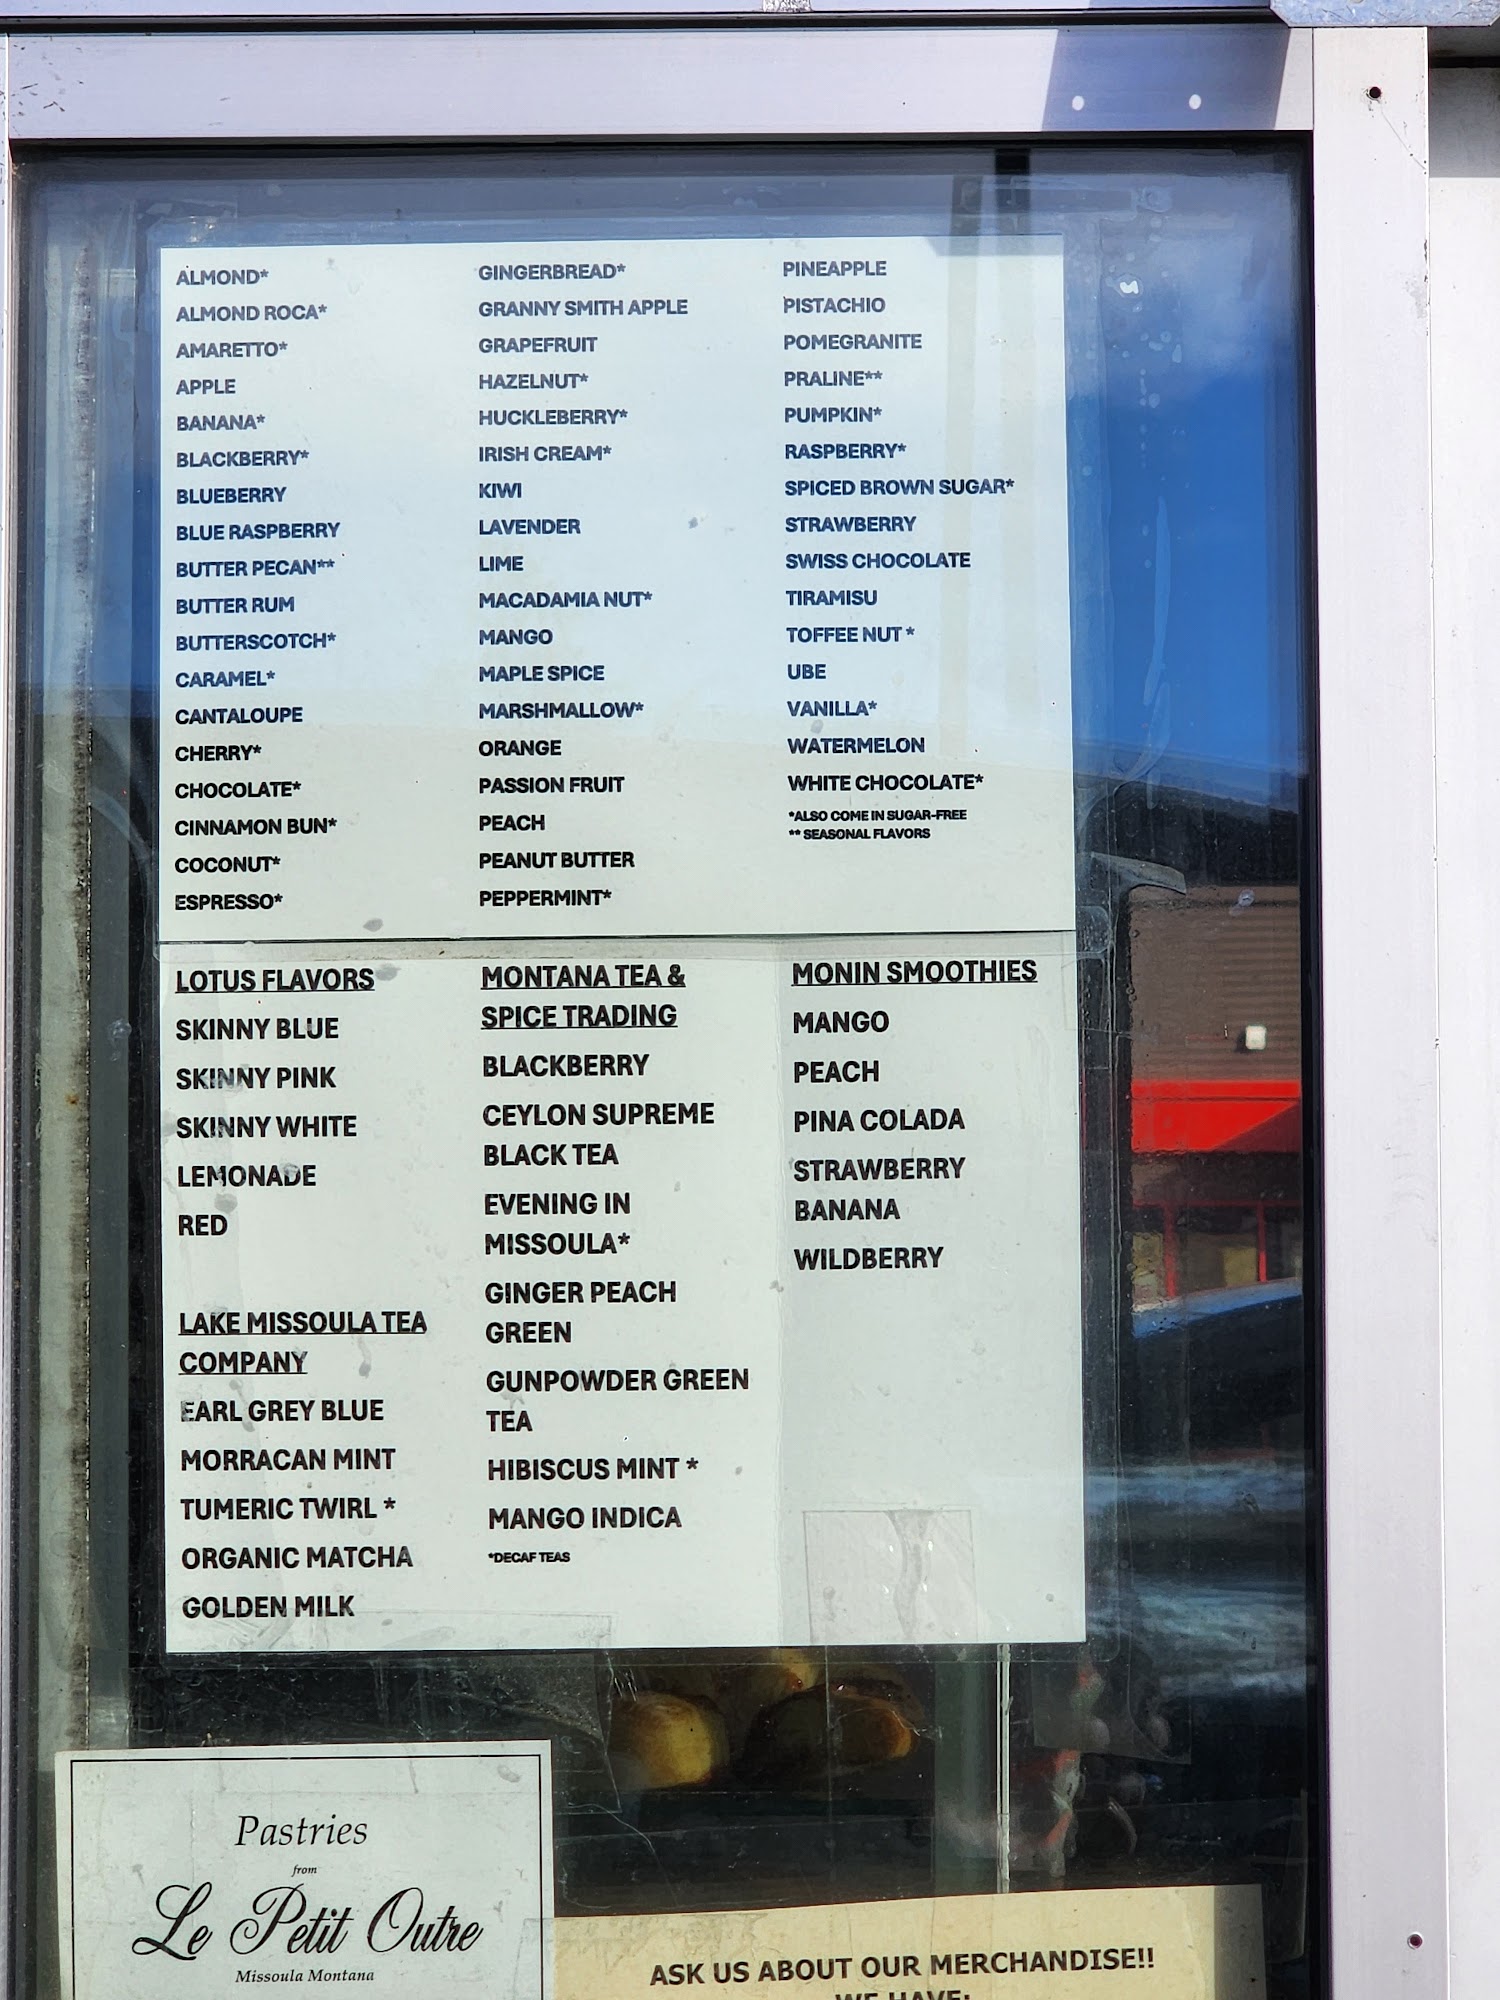 ALMOND*
ALMOND ROCA*
AMARETTO*
APPLE
BANANA*
BLACKBERRY*
BLUEBERRY
BLUE RASPBERRY
BUTTER PECAN**
BUTTER RUM
BUTTERSCOTCH*
CARAMEL*
CANTALOUPE
CHERRY*
CHOCOLATE*
CINNAMON BUN*
COCONUT*
ESPRESSO*
GINGERBREAD*
GRANNY SMITH APPLE
GRAPEFRUIT
HAZELNUT*
HUCKLEBERRY*
IRISH CREAM*
KIWI
LAVENDER
LIME
MACADAMIA NUT*
MANGO
MAPLE SPICE
MARSHMALLOW*
ORANGE
PASSION FRUIT
PEACH
PEANUT BUTTER
PEPPERMINT*
PINEAPPLE
PISTACHIO
POMEGRANITE
PRALINE**
PUMPKIN*
RASPBERRY*
SPICED BROWN SUGAR*
STRAWBERRY
SWISS CHOCOLATE
TIRAMISU
TOFFEE NUT *
UBE
VANILLA*
WATERMELON
WHITE CHOCOLATE*
*ALSO COME IN SUGAR-FREE
** SEASONAL FLAVORS
LOTUS FLAVORS
SKINNY BLUE
SKINNY PINK
SKINNY WHITE
LEMONADE
RED
LAKE MISSOULA TEA
COMPANY
EARL GREY BLUE
MORRACAN MINT
TUMERIC TWIRL *
ORGANIC MATCHA
GOLDEN MILK
MONTANA TEA &
SPICE TRADING
BLACKBERRY
CEYLON SUPREME
BLACK TEA
EVENING IN
MISSOULA*
GINGER PEACH
GREEN
GUNPOWDER GREEN
TEA
HIBISCUS MINT *
MANGO INDICA
*DECAF TEAS
MONIN SMOOTHIES
MANGO
PEACH
PINA COLADA
STRAWBERRY
BANANA
WILDBERRY
Pastries
from
Le Petit Outre
Missoula Montana
ASK US ABOUT OUR MERCHANDISE!!
WE HAVE: